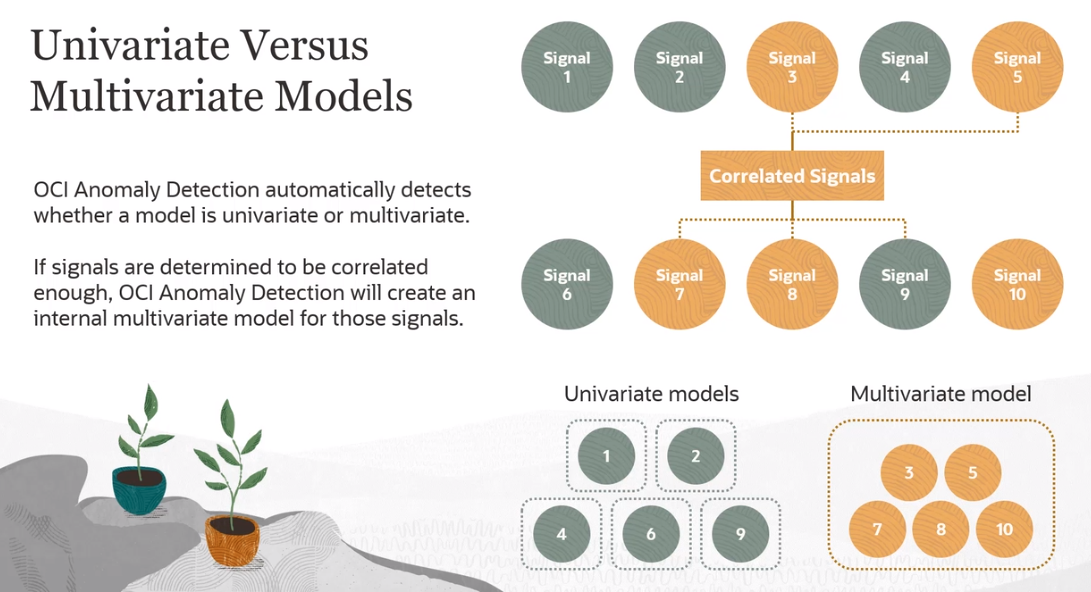 Univariate Versus
Multivariate Models
OCI Anomaly Detection automatically detects
whether a model is univariate or multivariate.
If signals are determined to be correlated
enough, OCI Anomaly Detection will create an
internal multivariate model for those signals.
Signal
1
Signal
2
Signal
3
Signal
4
Signal
5
Correlated Signals
Signal
6
Signal
7
Signal
8
Signal
9
Signal
10
Univariate models
1
2
4
6
9
Multivariate model
3
5
7
8
10